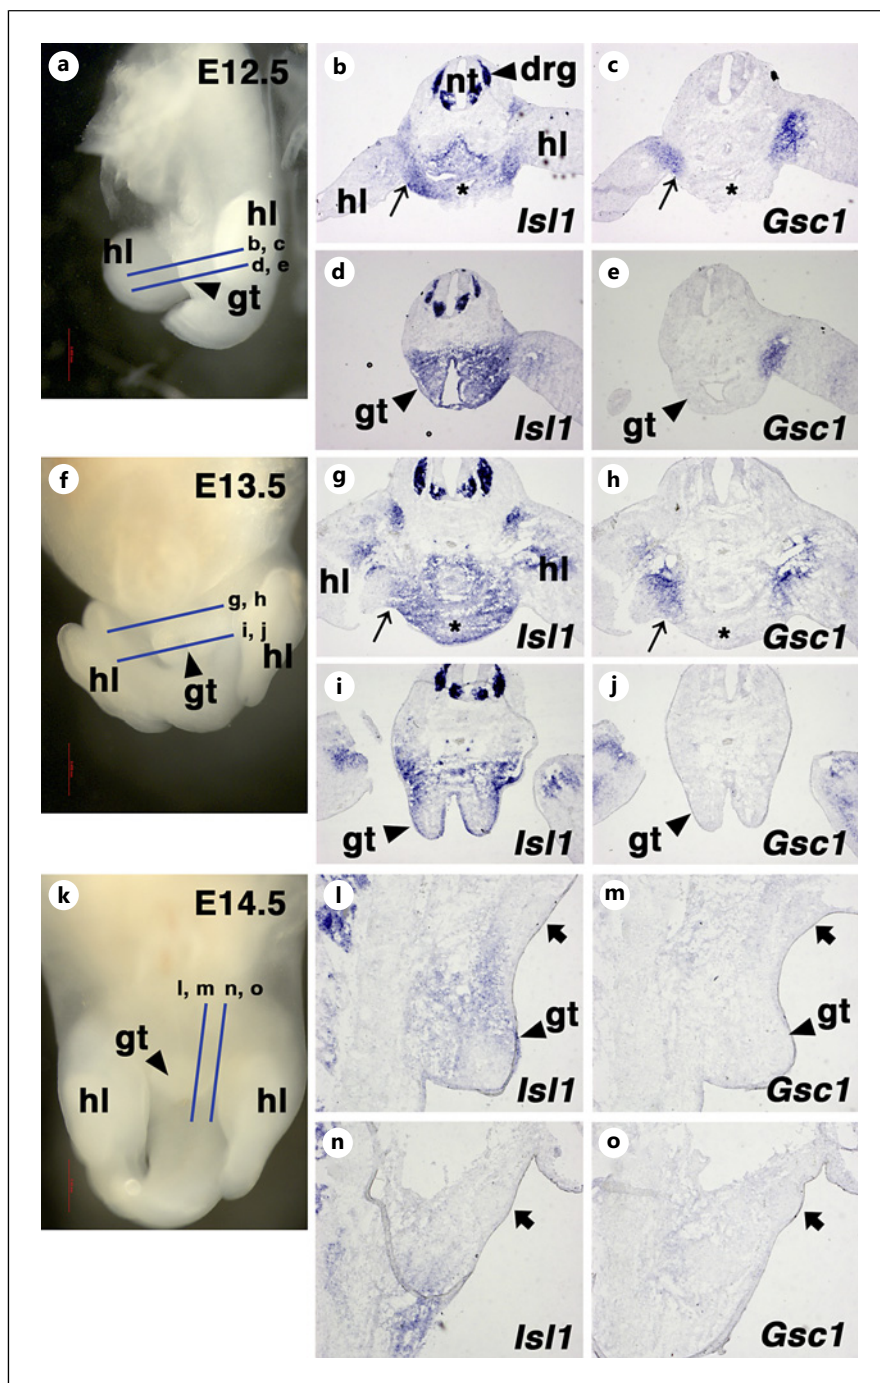 a
E12.5
hl
hl
b, c
d, e
gt
b
nt
drg
hl
hl
*
Isl1
c
*
Gsc1
d
gt
Isl1
e
gt
Gsc1
f
E13.5
g, h
i, j
hl
hl
gt
g
hl
hl
*
Isl1
h
*
Gsc1
i
gt
Isl1
j
gt
Gsc1
k
E14.5
l, m n, o
gt
hl
hl
l
gt
Isl1
m
gt
Gsc1
n
Isl1
o
Gsc1